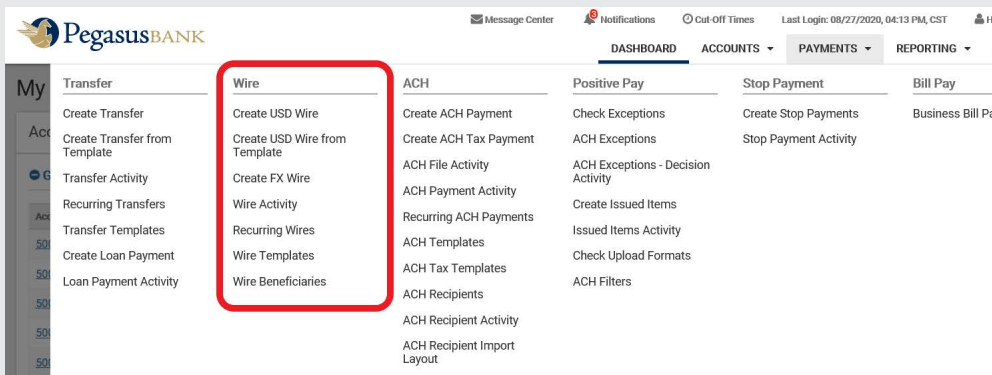 Message Center
3
Notifications
Cut-Off Times
Last Login: 08/27/2020, 04:13 PM, CST
PegasusBANK
DASHBOARD
ACCOUNTS
PAYMENTS
REPORTING
My
Transfer
Create Transfer
Create Transfer from
Template
Transfer Activity
Recurring Transfers
Transfer Templates
Create Loan Payment
Loan Payment Activity
Wire
Create USD Wire
Create USD Wire from
Template
Create FX Wire
Wire Activity
Recurring Wires
Wire Templates
Wire Beneficiaries
ACH
Create ACH Payment
Create ACH Tax Payment
ACH File Activity
ACH Payment Activity
Recurring ACH Payments
ACH Templates
ACH Tax Templates
ACH Recipients
ACH Recipient Activity
ACH Recipient Import
Layout
Positive Pay
Check Exceptions
ACH Exceptions
ACH Exceptions - Decision
Activity
Create Issued Items
Issued Items Activity
Check Upload Formats
ACH Filters
Stop Payment
Create Stop Payments
Stop Payment Activity
Bill Pay
Business Bill